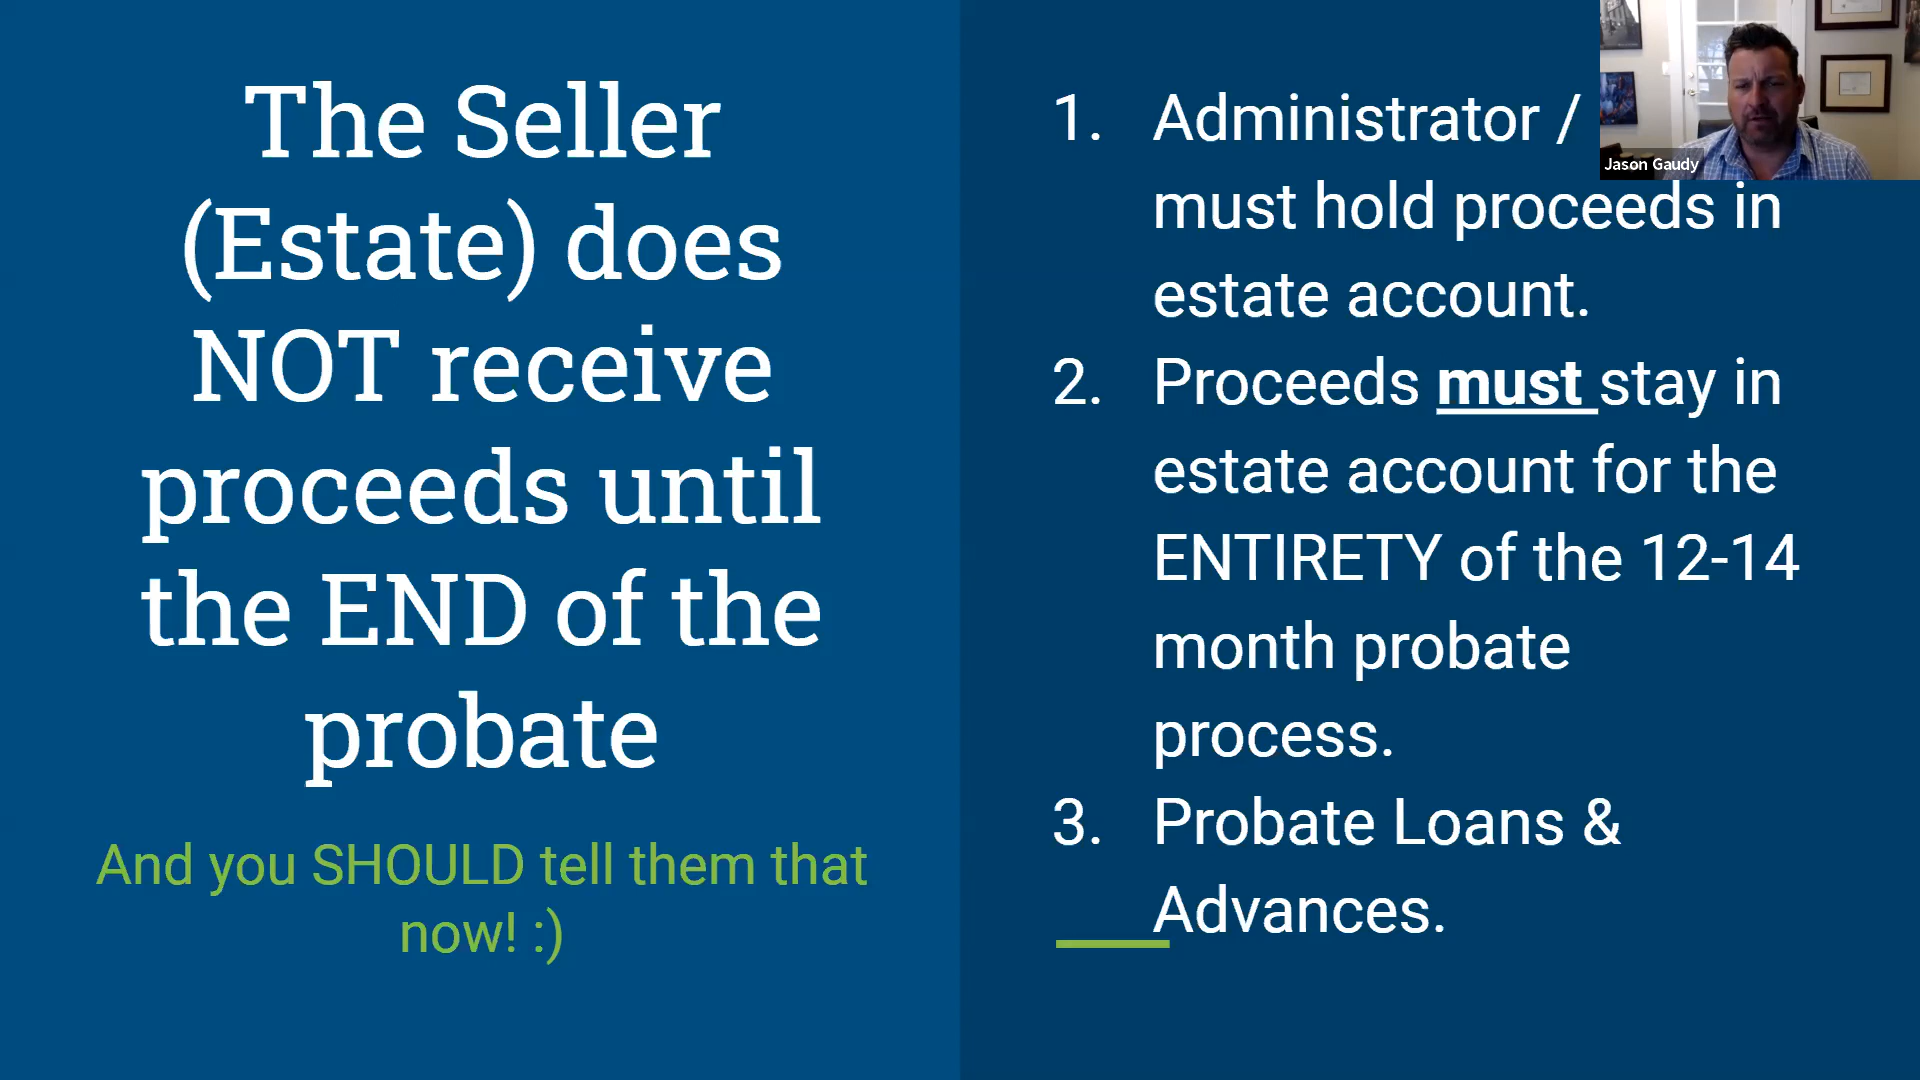 The Seller
(Estate) does
NOT receive
proceeds until
the END of the
probate
And you SHOULD tell them that
now! :)
1. Administrator /
must hold proceeds in
estate account.
2. Proceeds must stay in
estate account for the
ENTIRETY of the 12-14
month probate
process.
3. Probate Loans &
Advances.
Jason Gaudy